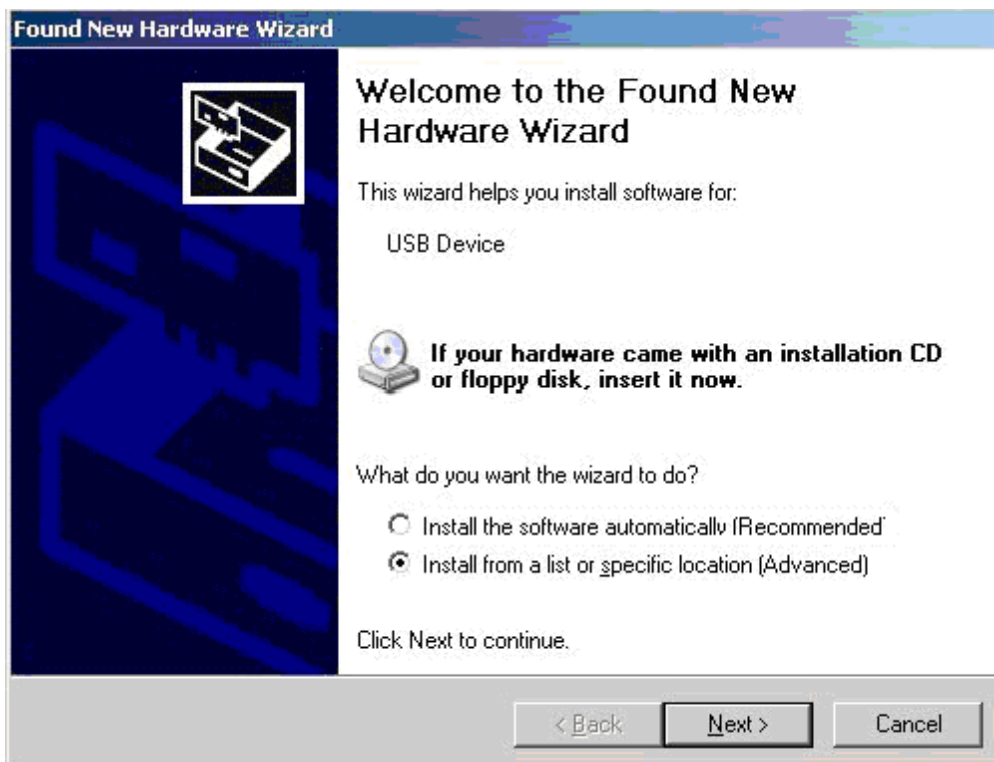 Found New Hardware Wizard
Welcome to the Found New
Hardware Wizard
This wizard helps you install software for:
USB Device
If your hardware came with an installation CD
or floppy disk, insert it now.
What do you want the wizard to do?
Install the software automatically (Recommended)
Install from a list or specific location (Advanced)
Click Next to continue.
< Back
Next >
Cancel